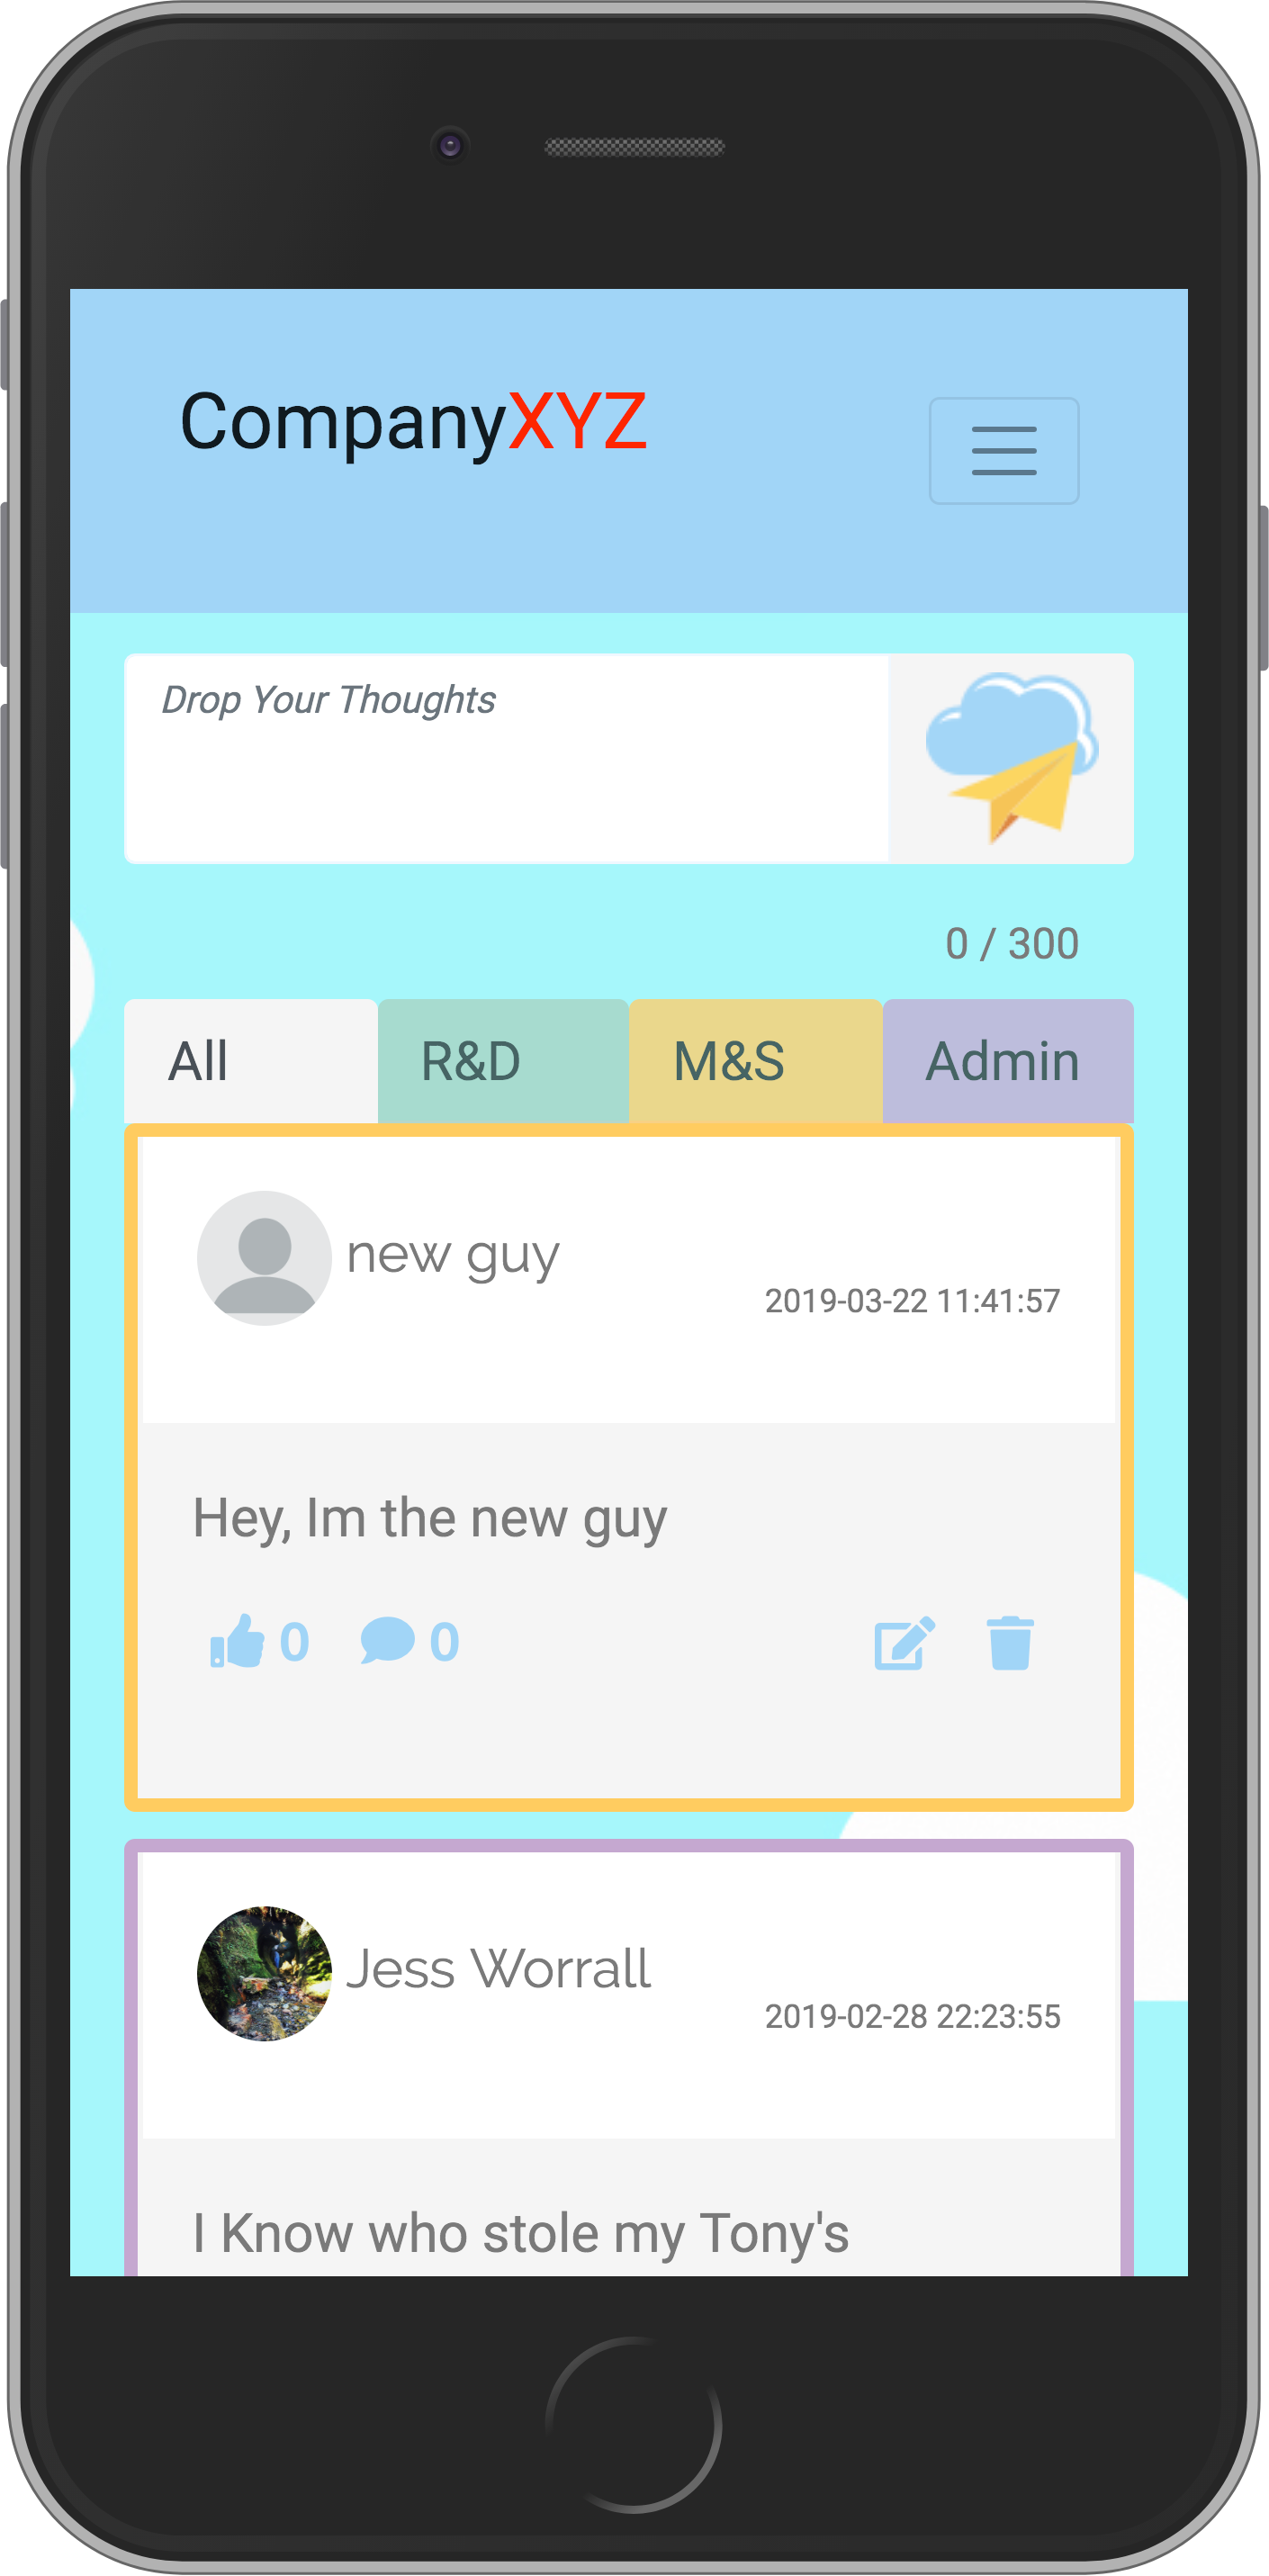 CompanyXYZ
Drop Your Thoughts
0 / 300
All R&D M&S Admin
new guy
2019-03-22 11:41:57
Hey, Im the new guy
0 0
Jess Worrall
2019-02-28 22:23:55
I Know who stole my Tony's